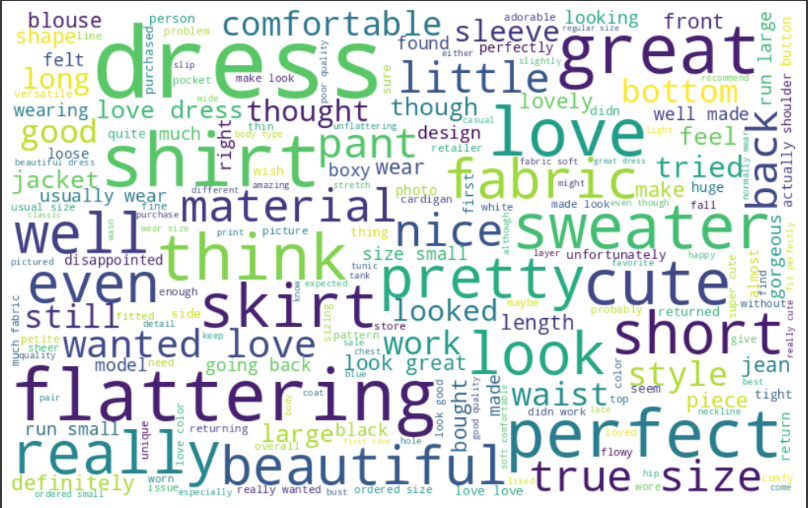 blouse
person
problem
comfortable
adorable
looking
front
shape
line
dress
purchased
slip
pocket
make look
poor quality
sure
found
sleeve
perfectly
regular size
great
felt
long
versatile
wide
little
either
slightly
recommend
bottom
run large
button
wearing
love dress
thought
though
lovely
didn
well made
good
quite
much
thin
body type
right
unflattering
design
casual
love
light
feel
back
actually
shoulder
loose
beautiful dress
shirt
pant
retailer
fabric soft
great dress
tried
normally wear
jacket
wish
boxy
wear
fabric
might
make
huge
usually wear
different
amazing
stretch
photo
cardigan
first
white
made look
even though
fall
usual size
fine
classic
purchase
material
nice
although
sweater
gorgeous
well
wasn
wear size
print
picture
thing
layer
unfortunately
favorite
happy
fit perfectly
pictured
disappointed
think
size small
tunic
tank
pretty
cute
super cute
almost
find
without
even
enough
skirt
know
expected
looked
maybe
probably
returned
short
really cute
still
fitted
side
detail
sizing
store
length
much fabric
petite
sheer
quality
wanted
keep
love
pattern
sale
chest
work
look
color
give
model
need
going back
look great
blue
style
seem
jean
best
flattering
body
coat
look good
bought
good quality
made
waist
top
piece
tight
pair
run small
unique
love color
returning
large
black
first time
hole
overall
soft comfortable
didn work
lace
loved
neckline
return
really
beautiful
perfect
flowy
definitely
worn
issue
especially
really wanted
bust
ordered size
love love
liked
true size
hip
wore
comfy
come
ordered small